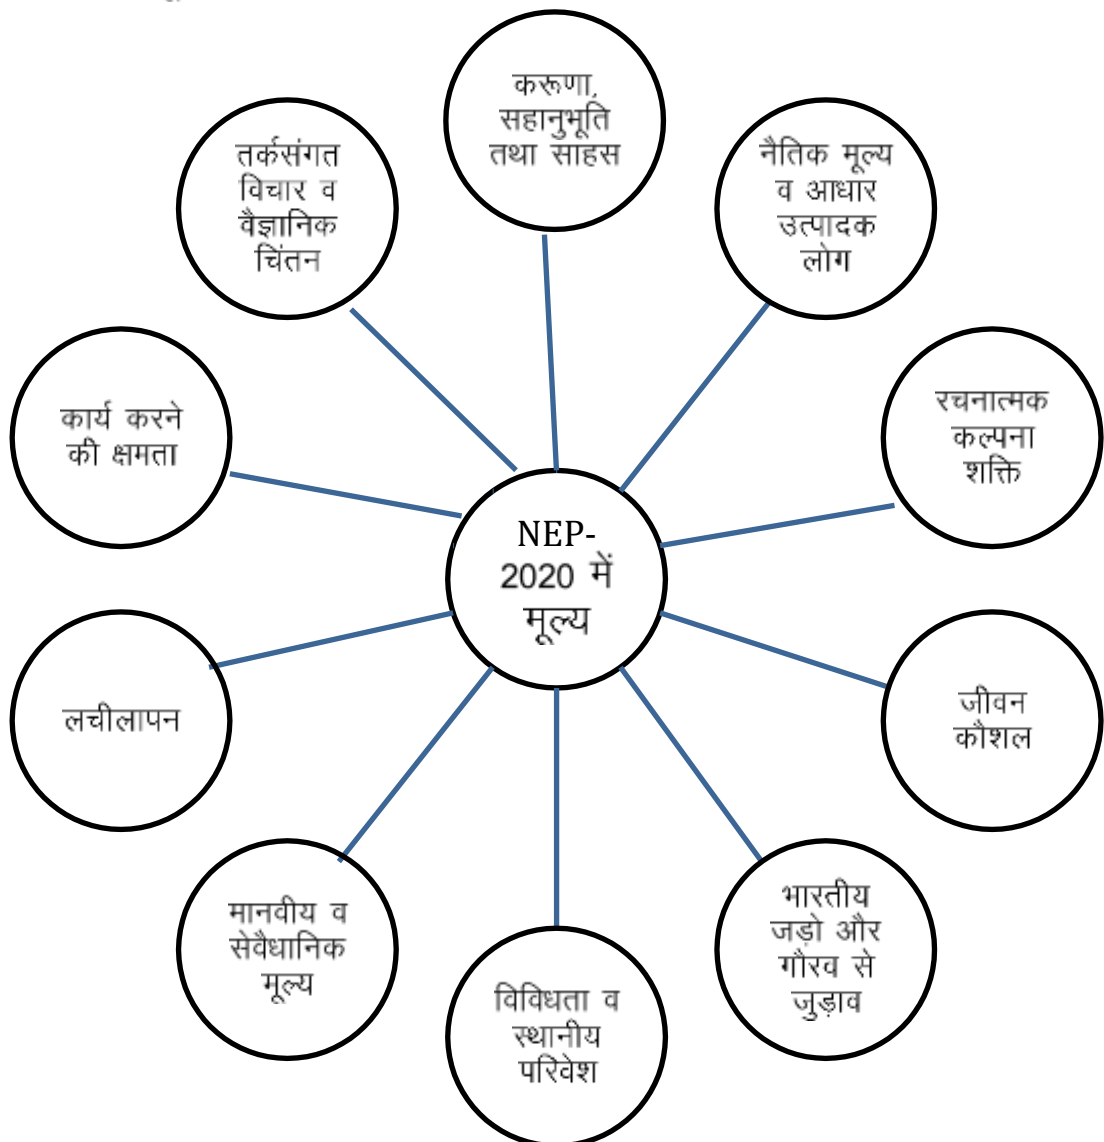 करूणा,
सहानुभूति
तथा साहस
नैतिक मूल्य
व आधार
उत्पादक
लोग
रचनात्मक
कल्पना
शक्ति
जीवन
कौशल
भारतीय
जड़ो और
गौरव से
जुड़ाव
विविधता व
स्थानीय
परिवेश
मानवीय व
सेवैधानिक
मूल्य
लचीलापन
कार्य करने
की क्षमता
तर्कसंगत
विचार व
वैज्ञानिक
चिंतन
NEP-
2020 में
मूल्य